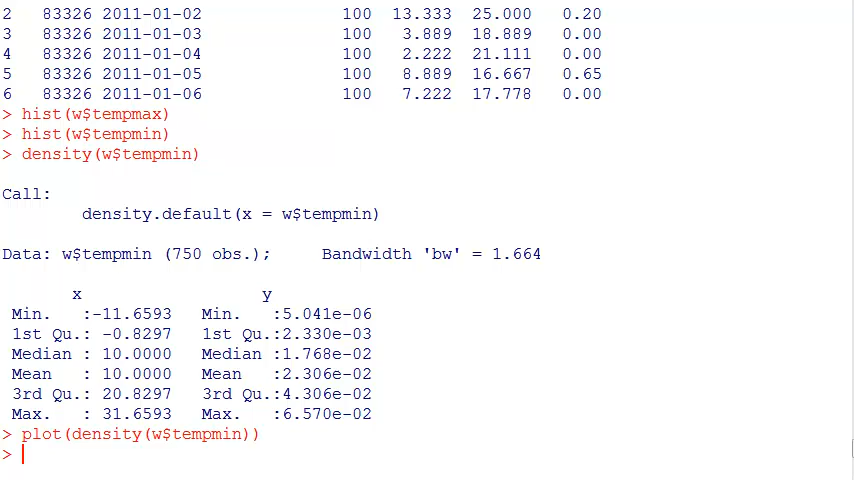 2   83326 2011-01-02              100  13.333  25.000   0.20
3   83326 2011-01-03              100   3.889  18.889   0.00
4   83326 2011-01-04              100   2.222  21.111   0.00
5   83326 2011-01-05              100   8.889  16.667   0.65
6   83326 2011-01-06              100   7.222  17.778   0.00
> hist(w$tempmax)
> hist(w$tempmin)
> density(w$tempmin)
Call:
        density.default(x = w$tempmin)
Data: w$tempmin (750 obs.);     Bandwidth 'bw' = 1.664
       x                  y
 Min.   :-11.6593   Min.   :5.041e-06
 1st Qu.: -0.8297   1st Qu.:2.330e-03
 Median : 10.0000   Median :1.768e-02
 Mean   : 10.0000   Mean   :2.306e-02
 3rd Qu.: 20.8297   3rd Qu.:4.306e-02
 Max.   : 31.6593   Max.   :6.570e-02
> plot(density(w$tempmin))
>